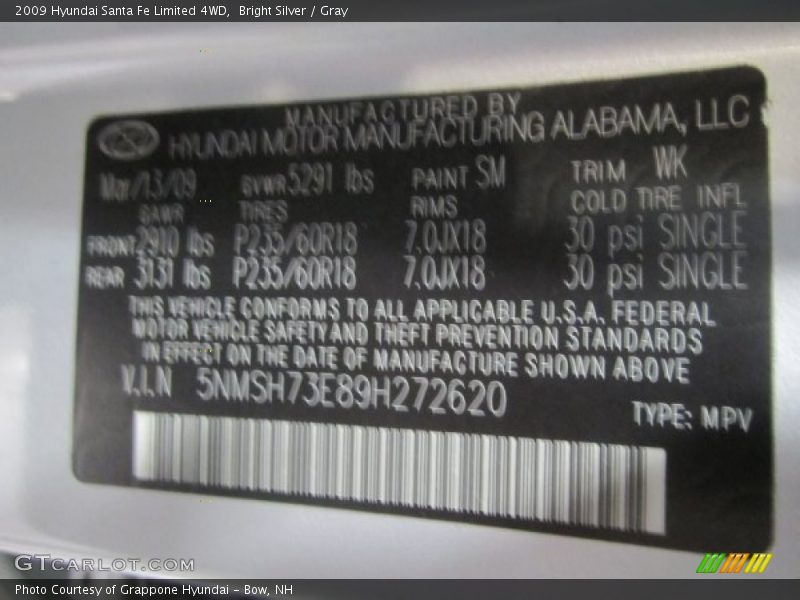 2009 Hyundai Santa Fe Limited 4WD,  Bright Silver / Gray
MANUFACTURED BY
HYUNDAI MOTOR MANUFACTURING ALABAMA, LLC
Mar/13/09 GVWR 5291 lbs PAINT SM TRIM WK
GAWR TIRES RIMS COLD TIRE INFL
FRONT 2910 lbs P235/60R18 7.0JX18 30 psi SINGLE
REAR 3131 lbs P235/60R18 7.0JX18 30 psi SINGLE
THIS VEHICLE CONFORMS TO ALL APPLICABLE U.S.A. FEDERAL
MOTOR VEHICLE SAFETY AND THEFT PREVENTION STANDARDS
IN EFFECT ON THE DATE OF MANUFACTURE SHOWN ABOVE
V.I.N 5NMSH73E89H272620
TYPE: MPV
GTCARLOT.COM
Photo Courtesy of Grappone Hyundai - Bow, NH